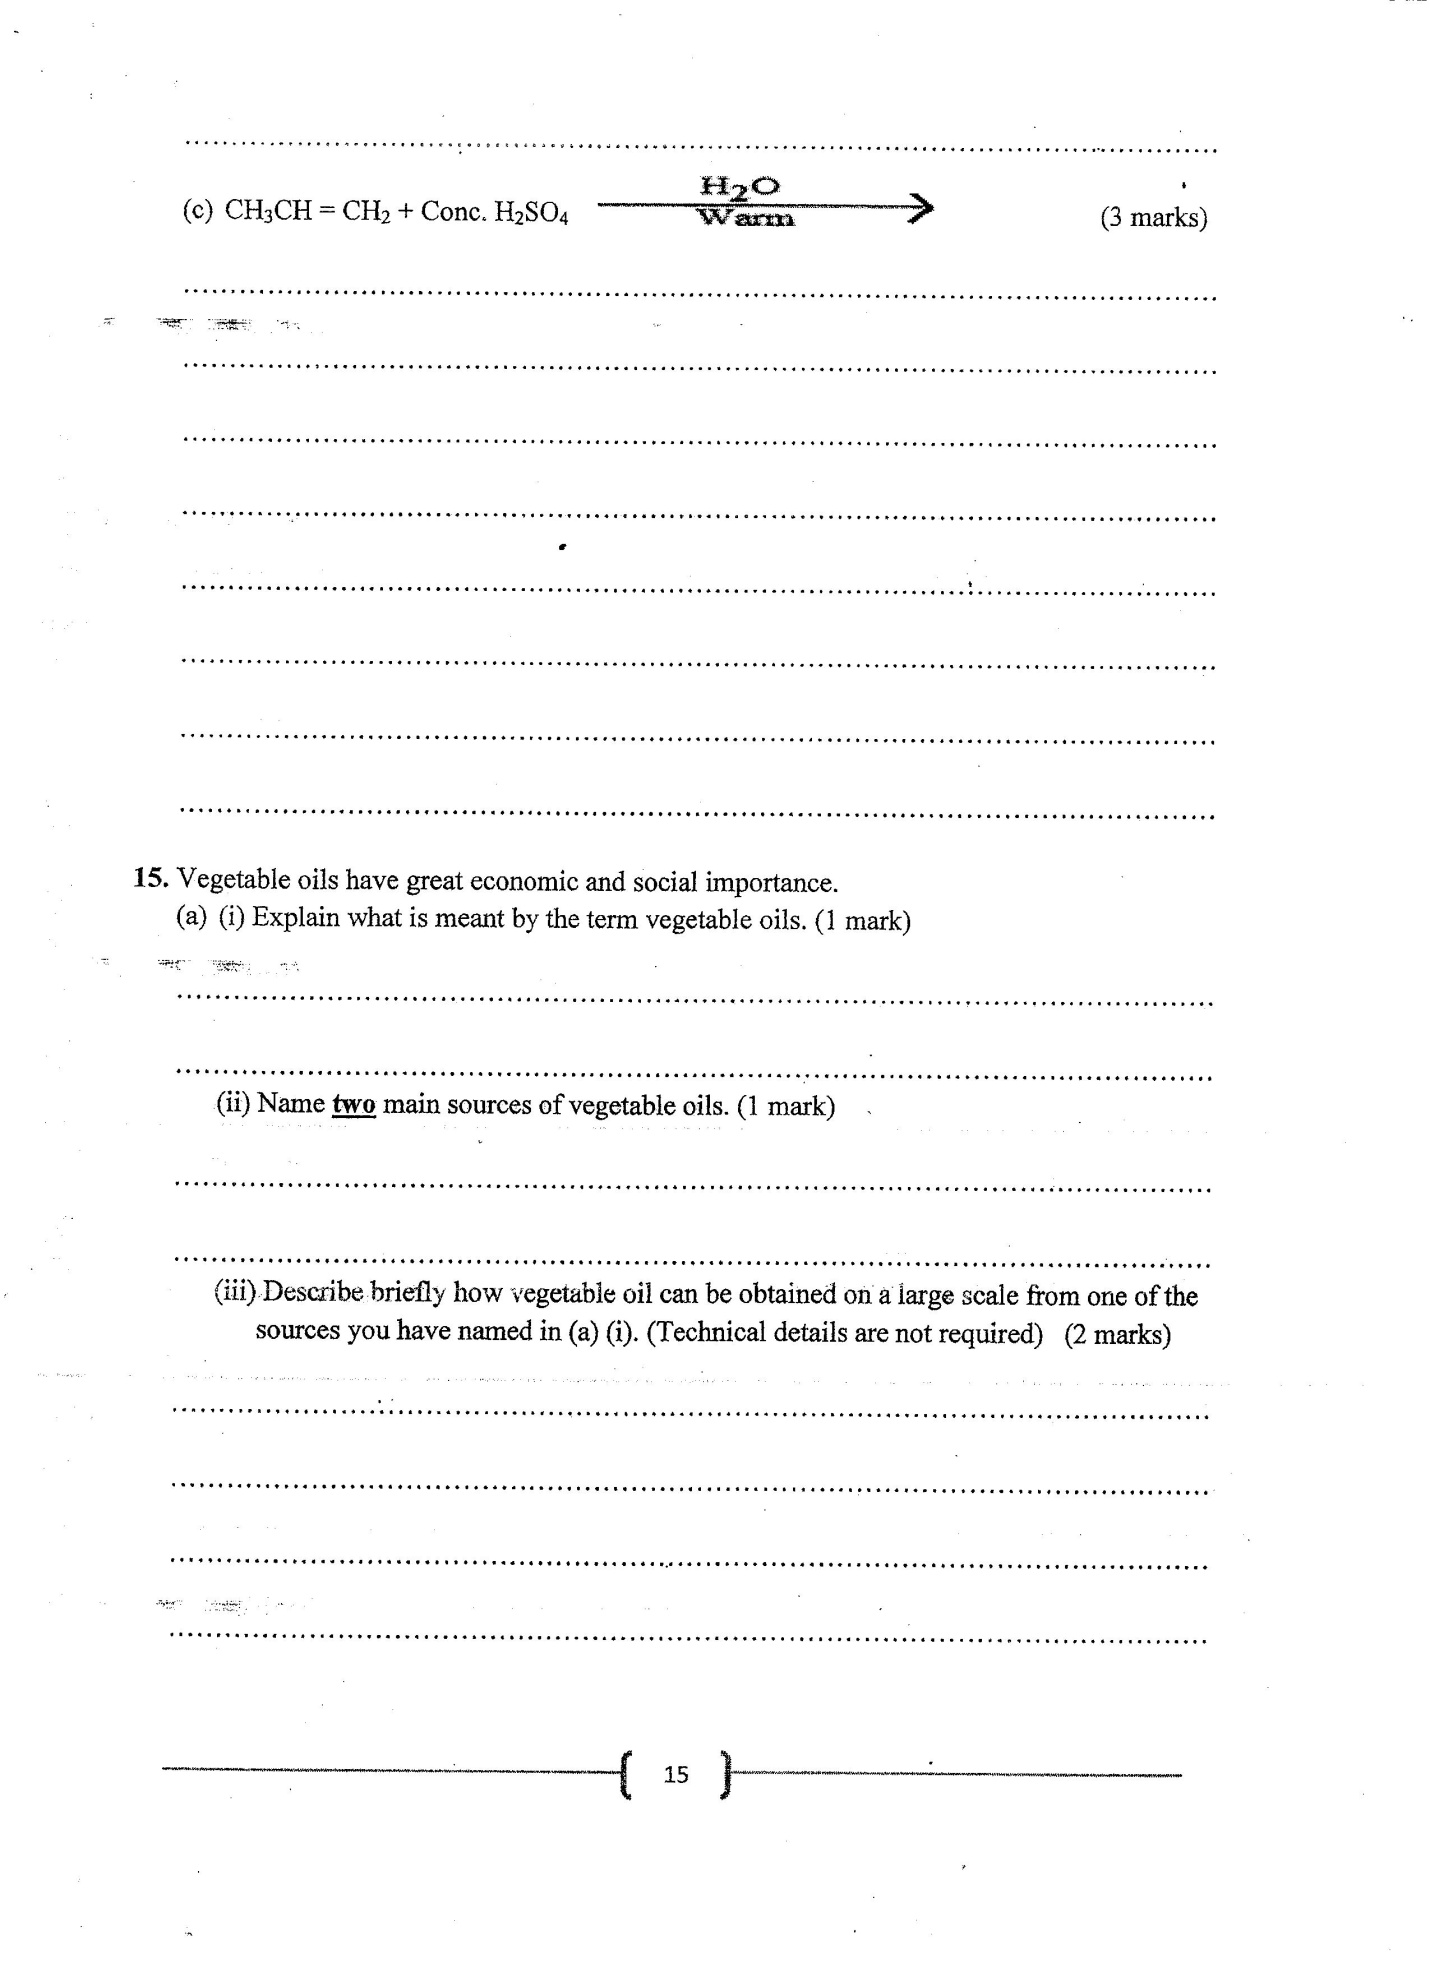 (c) CH₃CH = CH₂ + Conc. H₂SO₄ H₂O Warm (3 marks)
15. Vegetable oils have great economic and social importance.
(a) (i) Explain what is meant by the term vegetable oils. (1 mark)
(ii) Name two main sources of vegetable oils. (1 mark)
(iii) Describe briefly how vegetable oil can be obtained on a large scale from one of the
sources you have named in (a) (i). (Technical details are not required) (2 marks)
15